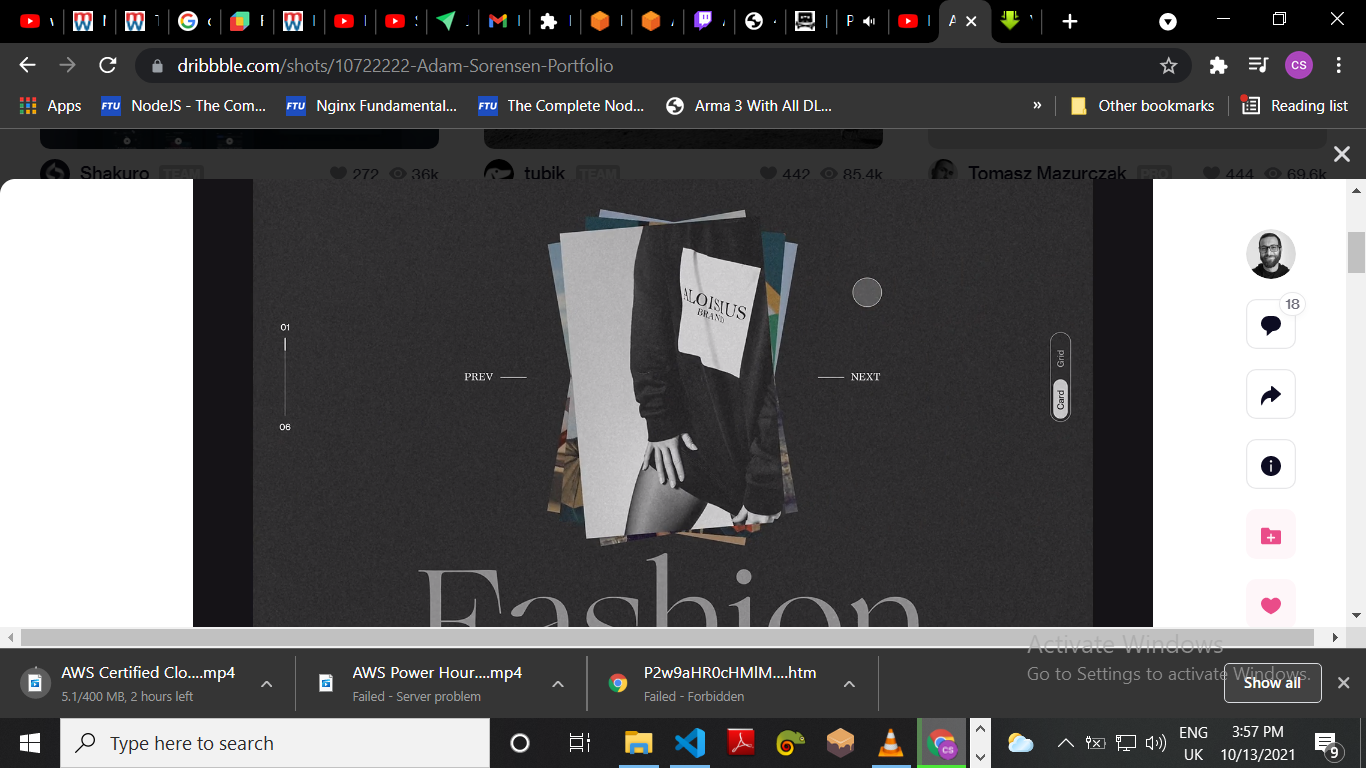 dribbble.com/shots/10722222-Adam-Sorensen-Portfolio
CS
Apps
FTU
NodeJS - The Com...
FTU
Nginx Fundamental...
FTU
The Complete Nod...
Arma 3 With All DL...
»
Other bookmarks
Reading list
Shakuro TEAM
272
36k
tubik TEAM
442
85.4k
Tomasz Mazurczak PRO
444
69.6k
ALOISIUS
BRAND
18
01
06
PREV
NEXT
Grid
Card
Fashion
Activate Windows
Go to Settings to activate Windows.
AWS Certified Clo....mp4
5.1/400 MB, 2 hours left
AWS Power Hour....mp4
Failed - Server problem
P2w9aHR0cHMlM....htm
Failed - Forbidden
Show all
Type here to search
CS
ENG
UK
3:57 PM
10/13/2021
9